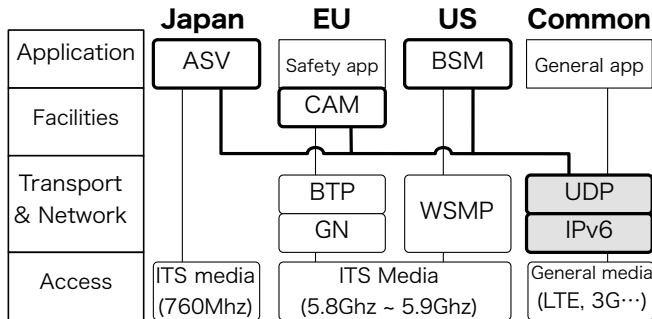 Japan EU US Common
Application ASV Safety app BSM General app
Facilities CAM
Transport
& Network
BTP
GN
WSMP
UDP
IPv6
Access
ITS media
(760Mhz)
ITS Media
(5.8Ghz ~ 5.9Ghz)
General media
(LTE, 3G⋯)